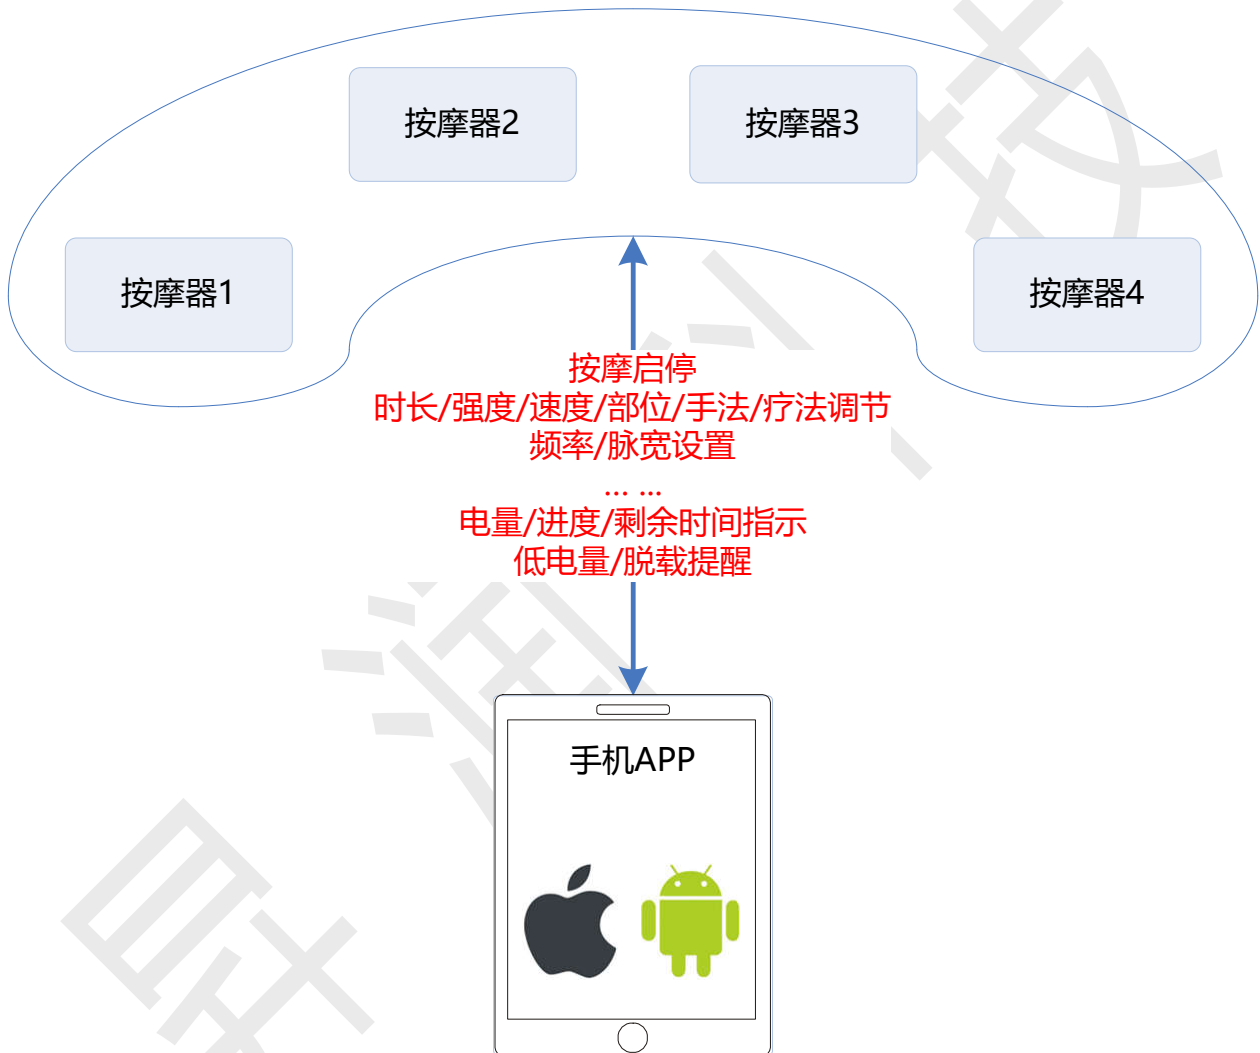 按摩器2
按摩器3
按摩器1
按摩器4
按摩启停
时长/强度/速度/部位/手法/疗法调节
频率/脉宽设置
... ...
电量/进度/剩余时间指示
低电量/脱载提醒
手机APP